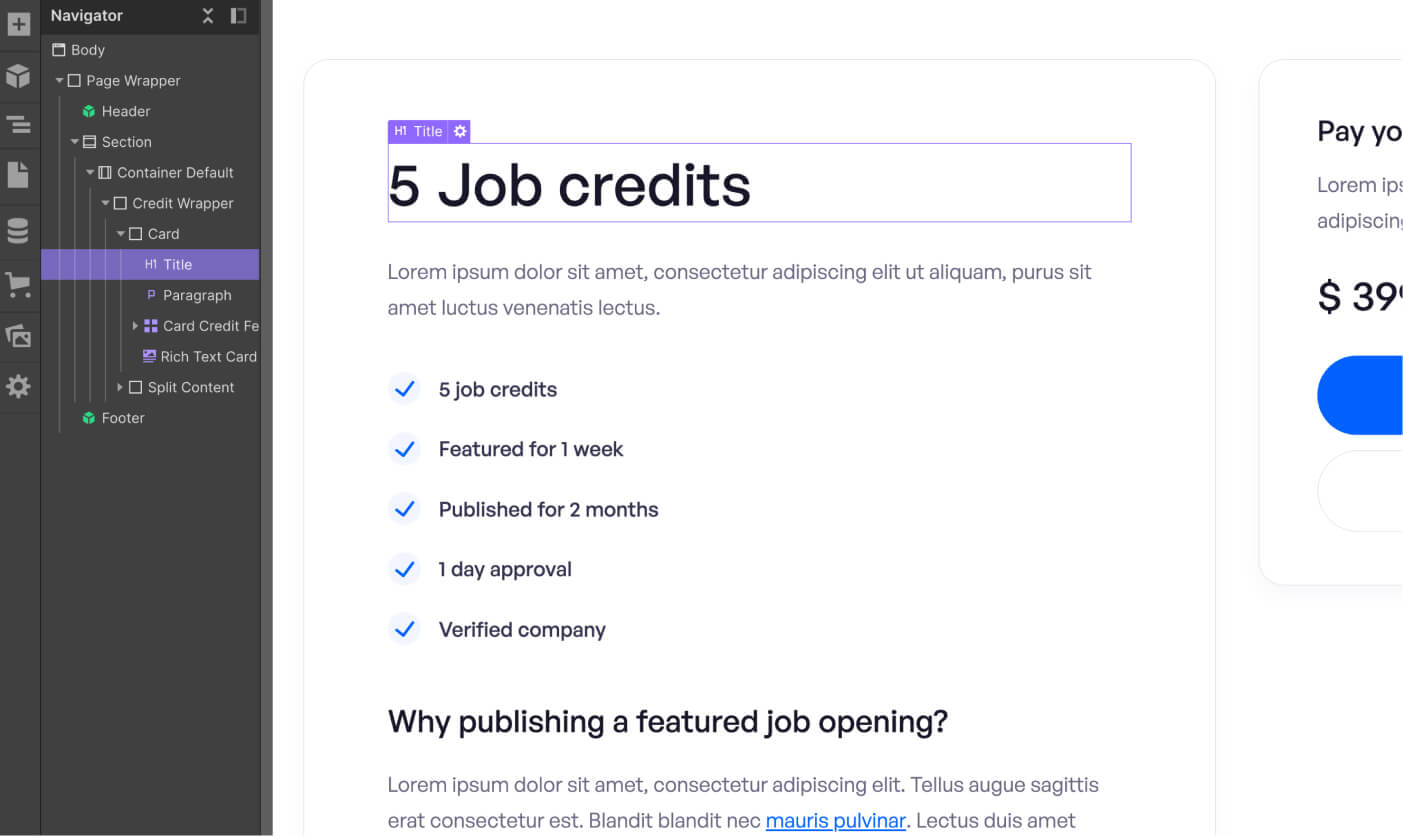 Navigator
Body
Page Wrapper
Header
Section
Container Default
Credit Wrapper
Card
H1 Title
P Paragraph
Card Credit Fe
Rich Text Card
Split Content
Footer
H1 Title
5 Job credits
Lorem ipsum dolor sit amet, consectetur adipiscing elit ut aliquam, purus sit
amet luctus venenatis lectus.
5 job credits
Featured for 1 week
Published for 2 months
1 day approval
Verified company
Why publishing a featured job opening?
Lorem ipsum dolor sit amet, consectetur adipiscing elit. Tellus augue sagittis
erat consectetur est. Blandit blandit nec mauris pulvinar. Lectus duis amet
Pay yo
Lorem ips
adipiscing
$ 399